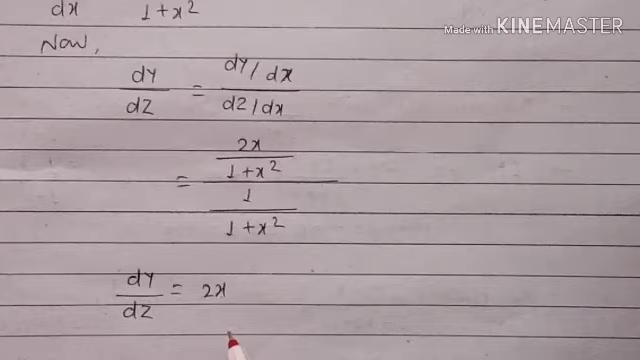 Made with KINEMASTER
dx 1+x²
Now,
dy/dz = dy/dx / dz/dx
= 2x/1+x² / 1/1+x²
dy/dz = 2x